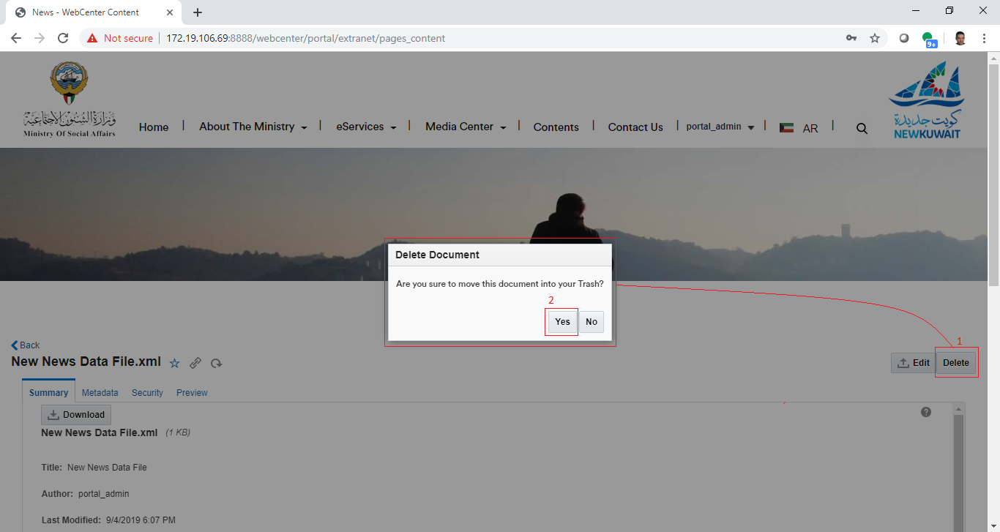 News - WebCenter Content
Not secure
172.19.106.69:8888/webcenter/portal/extranet/pages_content
9+
وزارة الشئون الاجتماعية
Ministry Of Social Affairs
Home
About The Ministry
eServices
Media Center
Contents
Contact Us
portal_admin
AR
كويت جديدة
NEWKUWAIT
Delete Document
Are you sure to move this document into your Trash?
2
Yes
No
Back
1
New News Data File.xml
Edit
Delete
Summary
Metadata
Security
Preview
Download
New News Data File.xml (1 KB)
Title: New News Data File
Author: portal_admin
Last Modified: 9/4/2019 6:07 PM